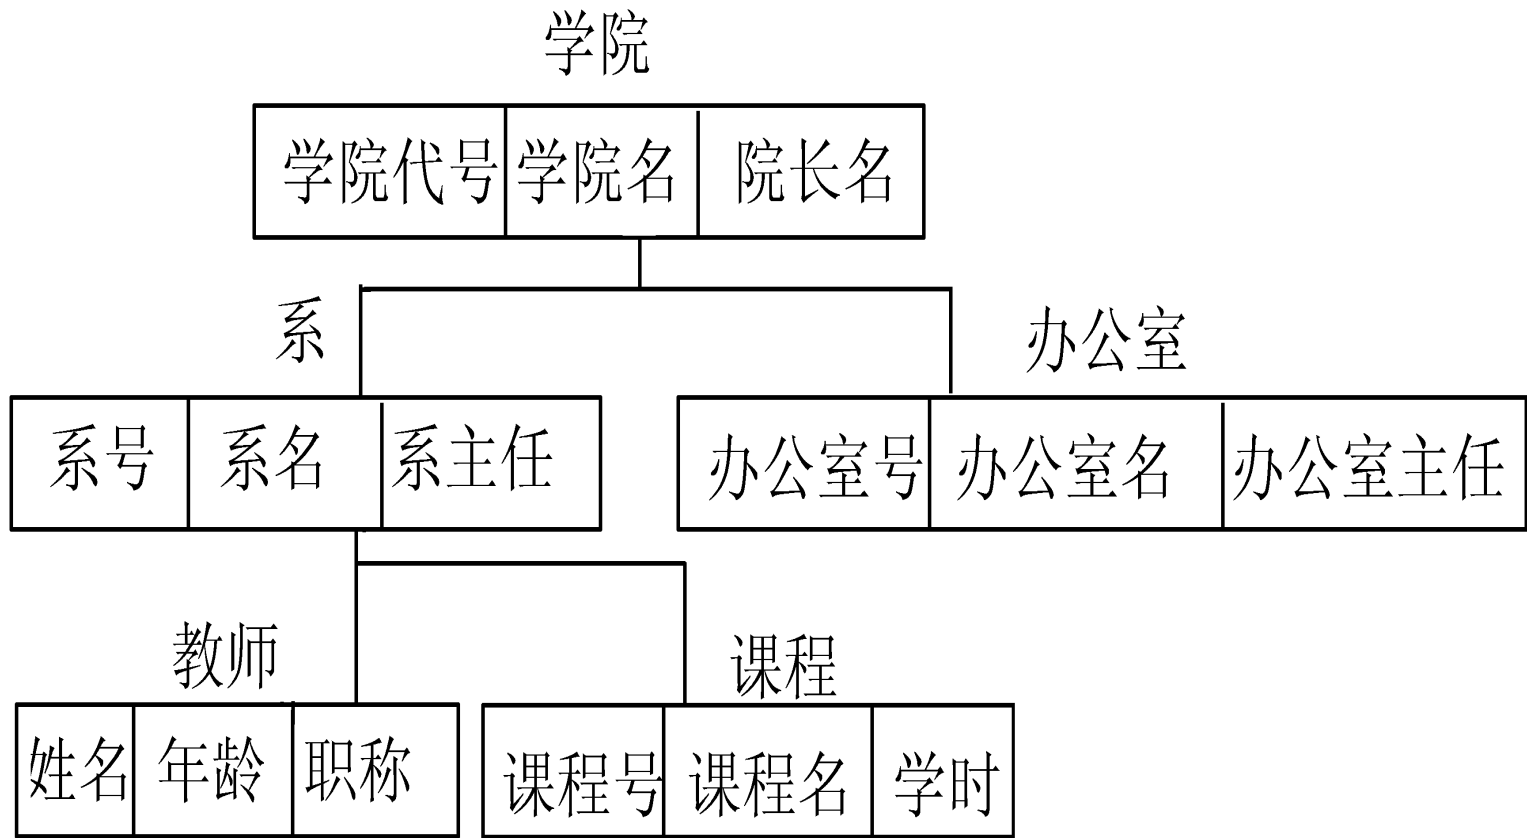 学院
学院代号 学院名 院长名
系 办公室
系号 系名 系主任 办公室号 办公室名 办公室主任
教师 课程
姓名 年龄 职称 课程号 课程名 学时